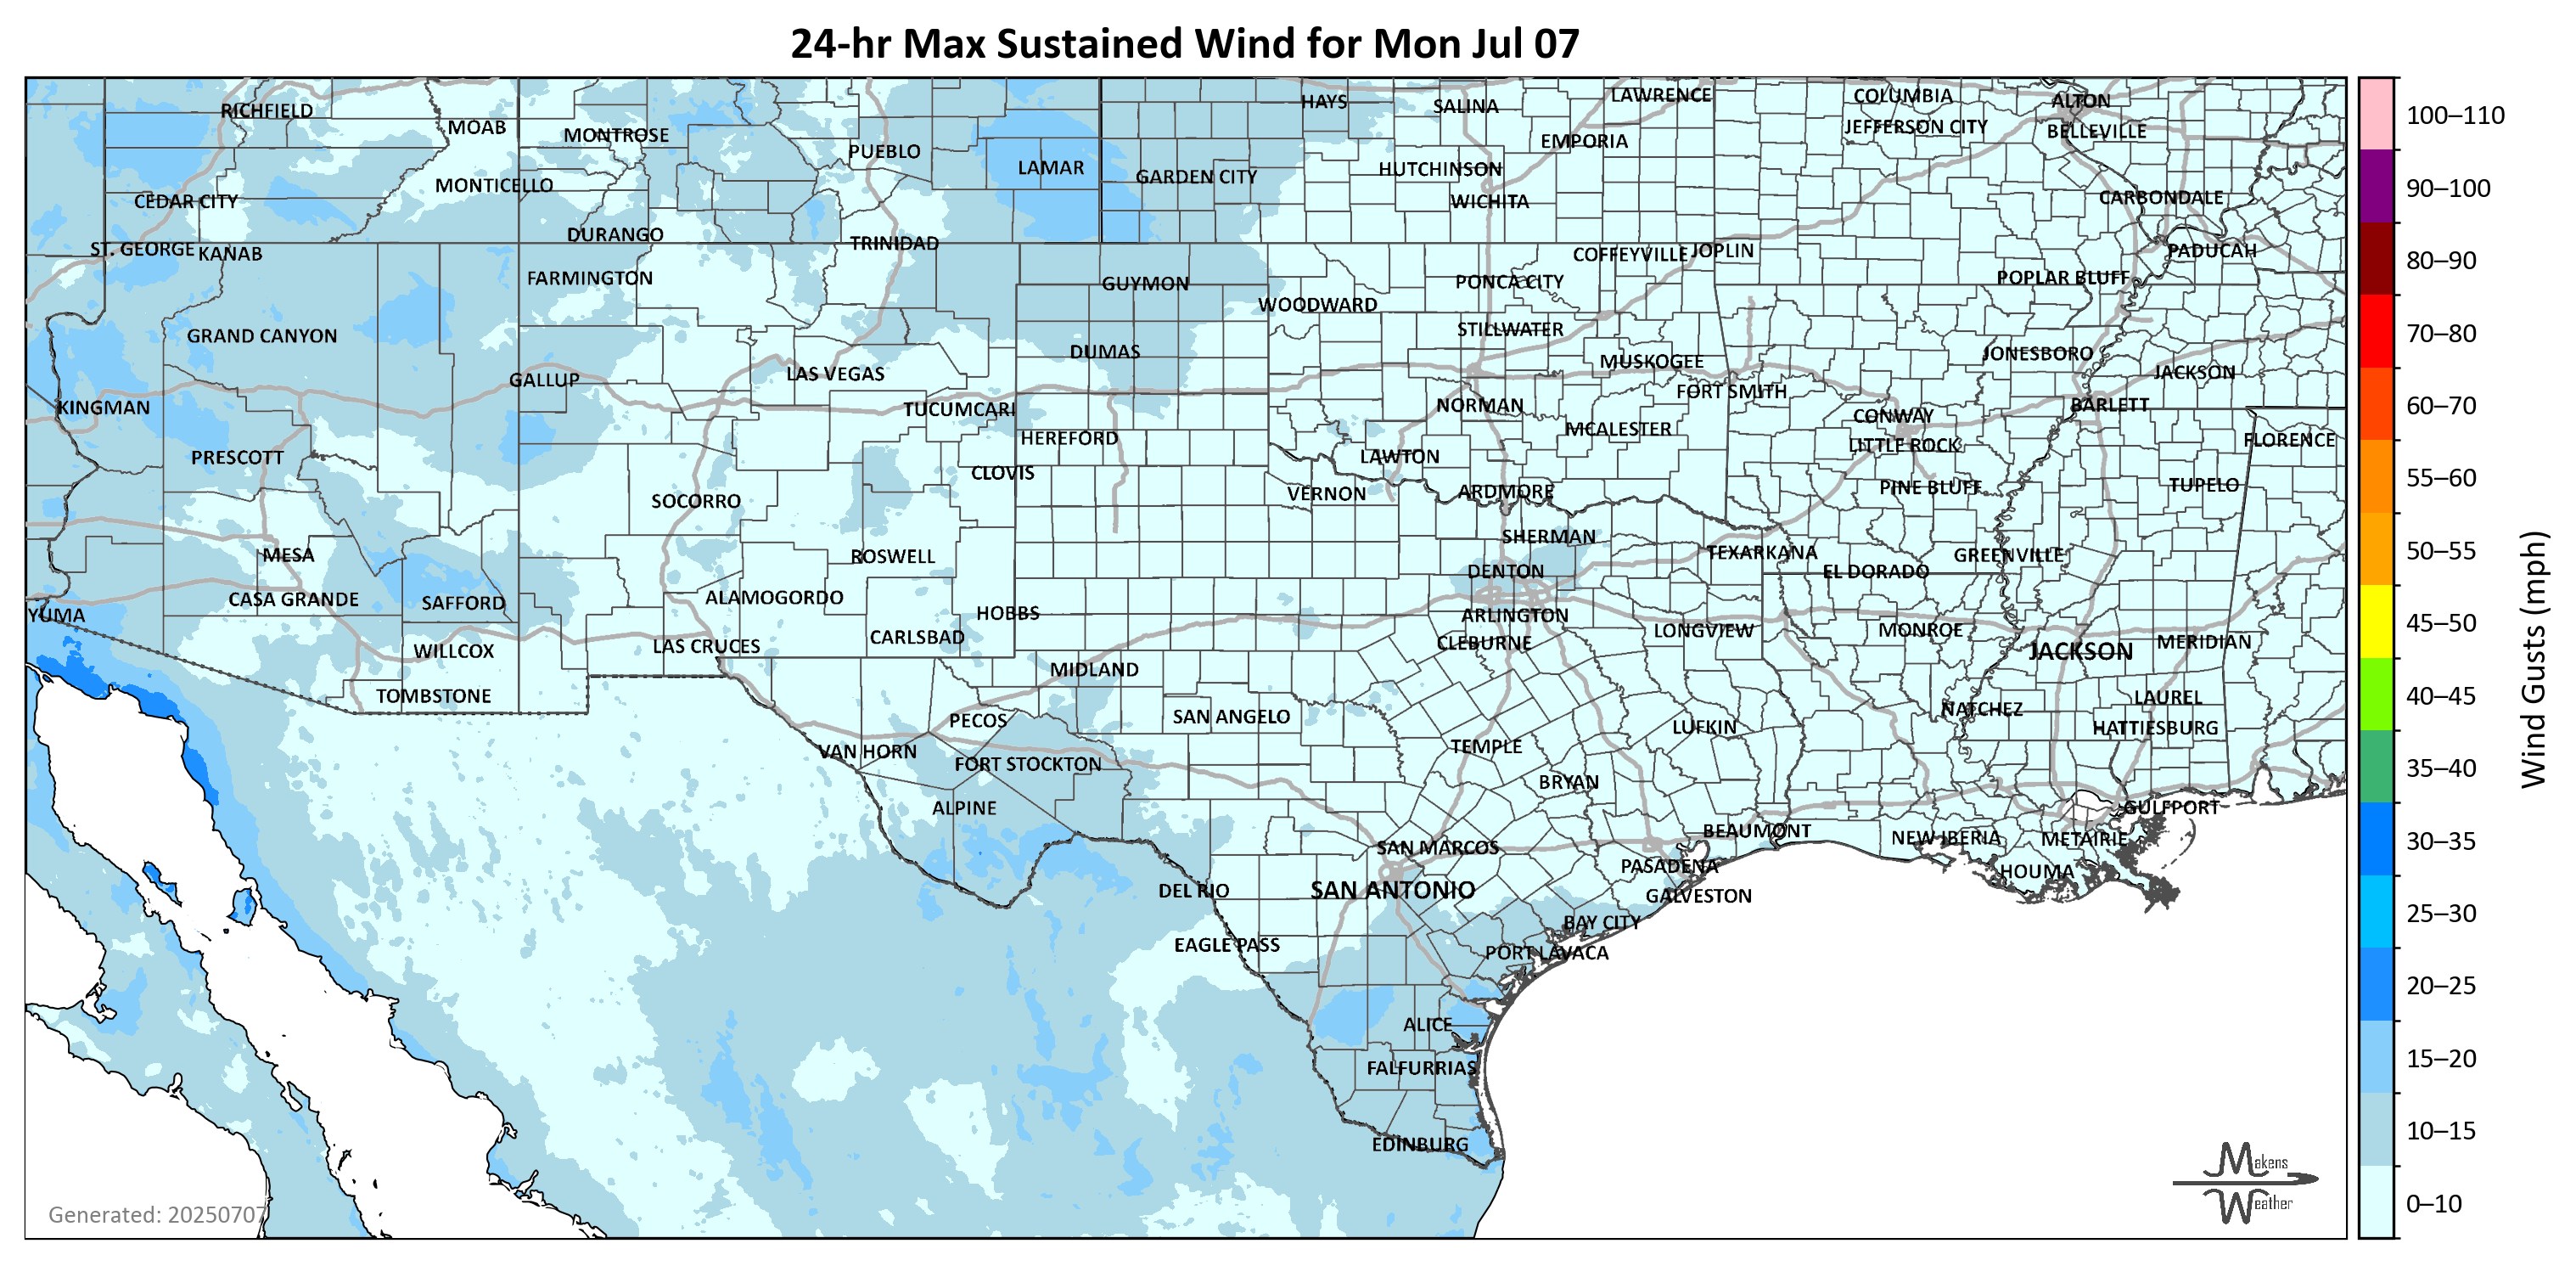 24-hr Max Sustained Wind for Mon Jul 07
RICHFIELD
MOAB
MONTROSE
PUEBLO
LAMAR
HAYS
SALINA
LAWRENCE
EMPORIA
COLUMBIA
JEFFERSON CITY
ALTON
BELLEVILLE
CEDAR CITY
MONTICELLO
GARDEN CITY
HUTCHINSON
WICHITA
CARBONDALE
ST. GEORGE
KANAB
DURANGO
TRINIDAD
FARMINGTON
GUYMON
WOODWARD
PONCA CITY
COFFEYVILLE
JOPLIN
POPLAR BLUFF
PADUCAH
GRAND CANYON
DUMAS
STILLWATER
MUSKOGEE
JONESBORO
JACKSON
KINGMAN
GALLUP
LAS VEGAS
TUCUMCARI
HEREFORD
NORMAN
FORT SMITH
CONWAY
BARLETT
PRESCOTT
CLOVIS
LAWTON
MCALESTER
LITTLE ROCK
FLORENCE
SOCORRO
VERNON
ARDMORE
PINE BLUFF
TUPELO
MESA
ROSWELL
SHERMAN
TEXARKANA
GREENVILLE
DENTON
EL DORADO
CASA GRANDE
SAFFORD
ALAMOGORDO
HOBBS
ARLINGTON
YUMA
WILLCOX
LAS CRUCES
CARLSBAD
CLEBURNE
LONGVIEW
MONROE
JACKSON
MERIDIAN
TOMBSTONE
MIDLAND
PECOS
SAN ANGELO
NATCHEZ
LAUREL
LUFKIN
HATTIESBURG
VAN HORN
FORT STOCKTON
TEMPLE
BRYAN
ALPINE
GULFPORT
BEAUMONT
NEW IBERIA
METAIRIE
SAN MARCOS
PASADENA
HOUMA
DEL RIO
SAN ANTONIO
GALVESTON
BAY CITY
EAGLE PASS
PORT LAVACA
ALICE
FALFURRIAS
EDINBURG
Generated: 20250707
Makens
Weather
100–110
90–100
80–90
70–80
60–70
55–60
50–55
45–50
40–45
35–40
30–35
25–30
20–25
15–20
10–15
0–10
Wind Gusts (mph)